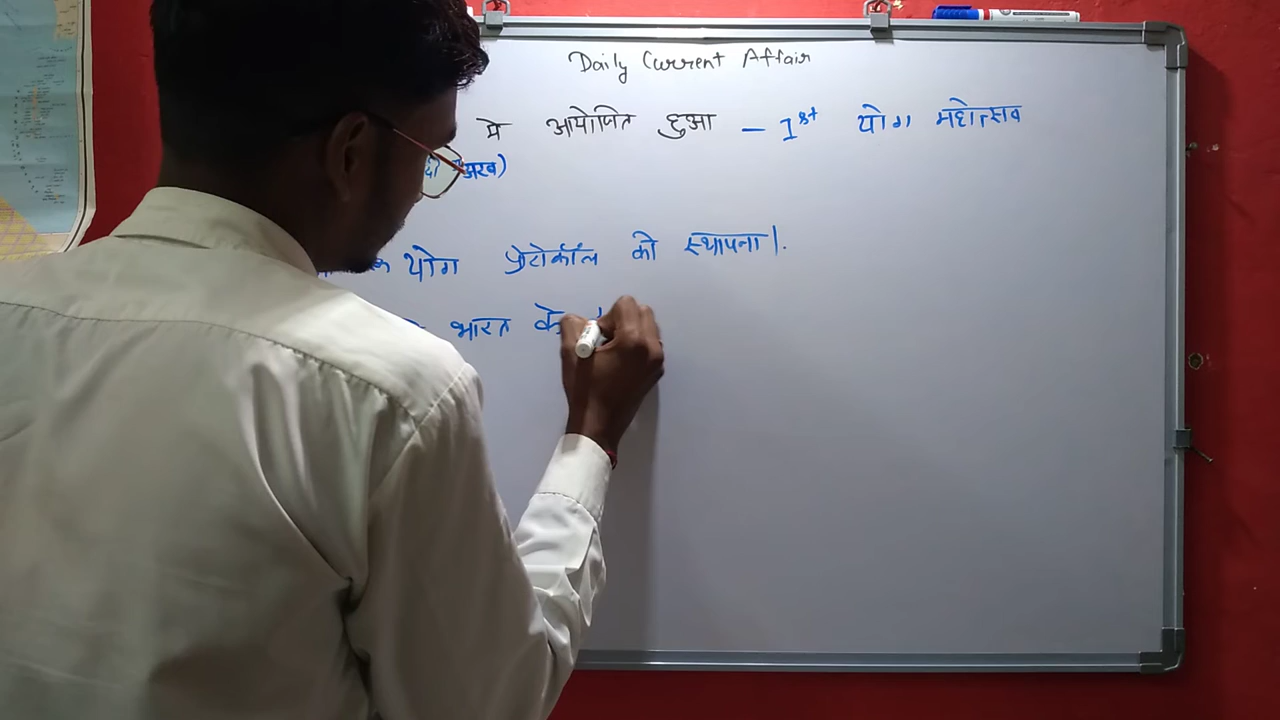 Daily Current Affair
मे आयोजित हुआ – 1st योग महोत्सव
अरब)
योग प्रोटोकॉल को स्थापना।.
भारत के